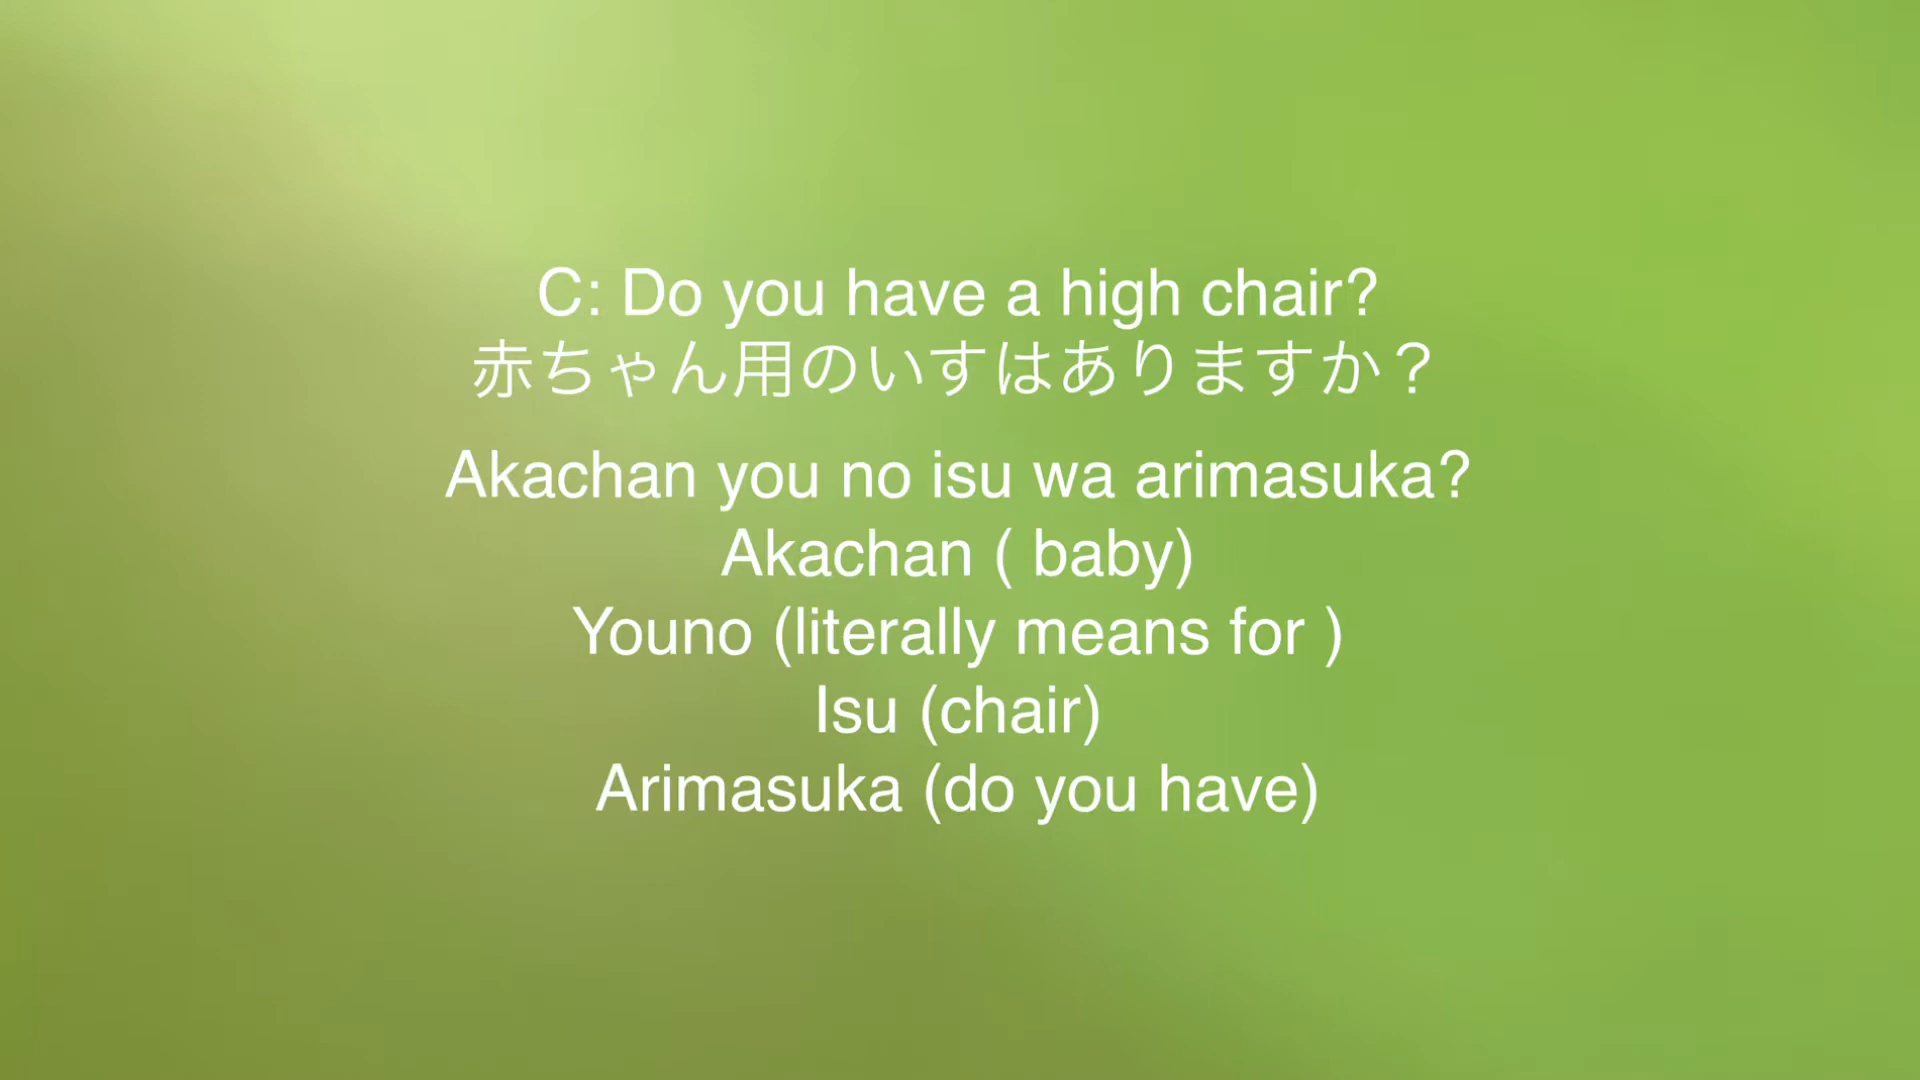 C: Do you have a high chair?
赤ちゃん用のいすはありますか？
Akachan you no isu wa arimasuka?
Akachan ( baby)
Youno (literally means for )
Isu (chair)
Arimasuka (do you have)